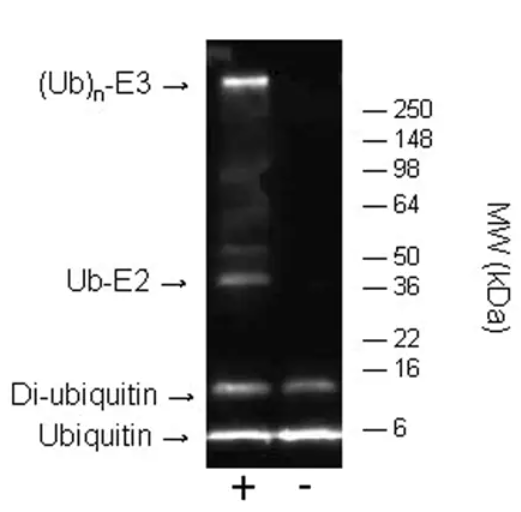 (Ub)n-E3 →
Ub-E2 →
Di-ubiquitin →
Ubiquitin →
250
148
98
64
50
36
22
16
6
MW (kDa)
+ -